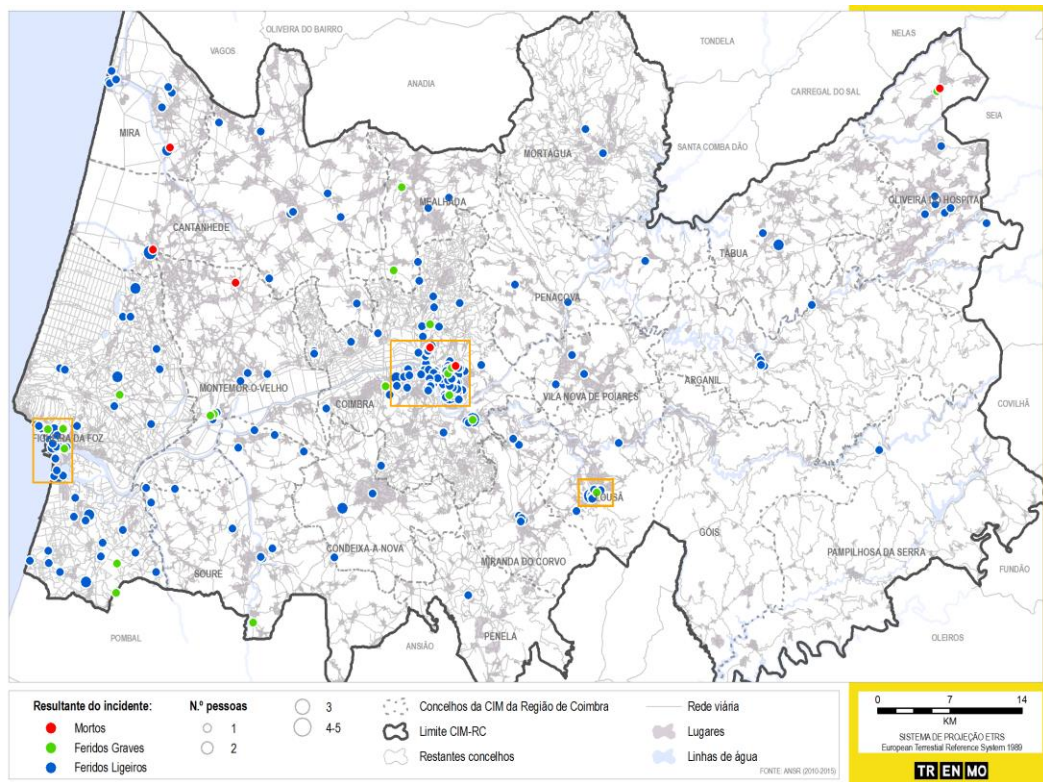 OLIVEIRA DO BAIRRO
VAGOS
TONDELA
NELAS
ANADIA
CARREGAL DO SAL
SEIA
MIRA
MORTÁGUA
SANTA COMBA DÃO
MEALHADA
OLIVEIRA DO HOSPITAL
CANTANHEDE
TÁBUA
PENACOVA
MONTEMOR-O-VELHO
COIMBRA
VILA NOVA DE POIARES
ARGANIL
COVILHÃ
FIGUEIRA DA FOZ
LOUSÃ
GÓIS
CONDEIXA-A-NOVA
MIRANDA DO CORVO
PAMPILHOSA DA SERRA
SOURE
FUNDÃO
POMBAL
ANSIÃO
PENELA
OLEIROS
Resultante do incidente:
Mortos
Feridos Graves
Feridos Ligeiros
N.º pessoas
1
2
3
4-5
Concelhos da CIM da Região de Coimbra
Limite CIM-RC
Restantes concelhos
Rede viária
Lugares
Linhas de água
FONTE: ANSR (2010-2015)
0 7 14
KM
SISTEMA DE PROJEÇÃO ETRS
European Terrestial Reference System 1989
TRENMO